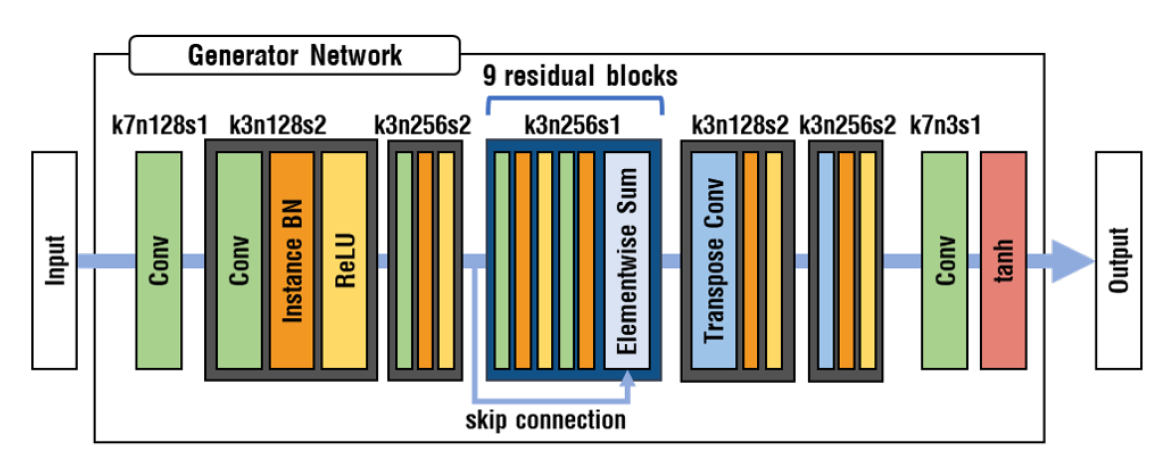 Generator Network
9 residual blocks
k7n128s1
k3n128s2
k3n256s2
k3n256s1
k3n128s2
k3n256s2
k7n3s1
Input
Conv
Conv
Instance BN
ReLU
Elementwise Sum
Transpose Conv
Conv
tanh
Output
skip connection